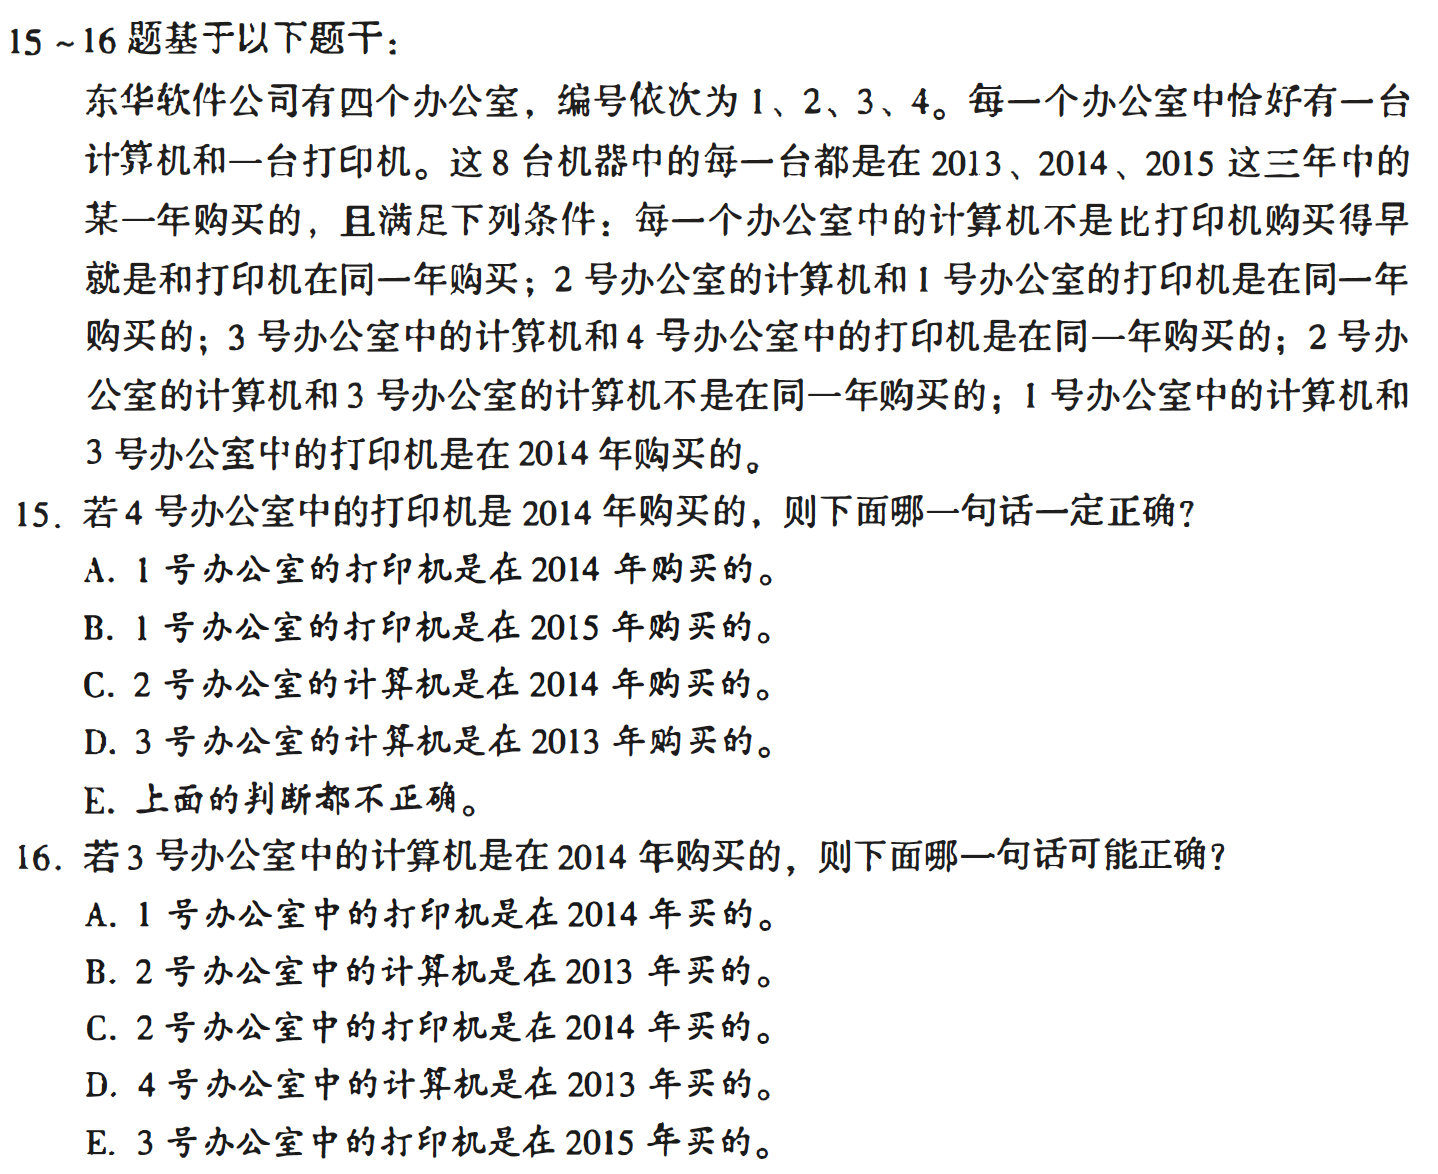 15 ~16 题基于以下题干：
东华软件公司有四个办公室，编号依次为 1、2、3、4。每一个办公室中恰好有一台
计算机和一台打印机。这 8 台机器中的每一台都是在 2013、2014、2015 这三年中的
某一年购买的，且满足下列条件：每一个办公室中的计算机不是比打印机购买得早
就是和打印机在同一年购买；2 号办公室的计算机和 1 号办公室的打印机是在同一年
购买的；3 号办公室中的计算机和 4 号办公室中的打印机是在同一年购买的；2 号办
公室的计算机和 3 号办公室的计算机不是在同一年购买的；1 号办公室中的计算机和
3 号办公室中的打印机是在 2014 年购买的。
15. 若 4 号办公室中的打印机是 2014 年购买的，则下面哪一句话一定正确？
A. 1 号办公室的打印机是在 2014 年购买的。
B. 1 号办公室的打印机是在 2015 年购买的。
C. 2 号办公室的计算机是在 2014 年购买的。
D. 3 号办公室的计算机是在 2013 年购买的。
E. 上面的判断都不正确。
16. 若 3 号办公室中的计算机是在 2014 年购买的，则下面哪一句话可能正确？
A. 1 号办公室中的打印机是在 2014 年买的。
B. 2 号办公室中的计算机是在 2013 年买的。
C. 2 号办公室中的打印机是在 2014 年买的。
D. 4 号办公室中的计算机是在 2013 年买的。
E. 3 号办公室中的打印机是在 2015 年买的。